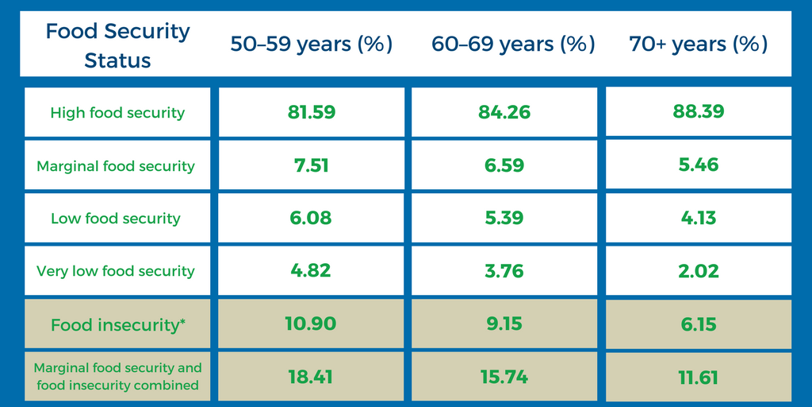 Food Security
Status
50–59 years (%)
60–69 years (%)
70+ years (%)
High food security
81.59
84.26
88.39
Marginal food security
7.51
6.59
5.46
Low food security
6.08
5.39
4.13
Very low food security
4.82
3.76
2.02
Food insecurity*
10.90
9.15
6.15
Marginal food security and
food insecurity combined
18.41
15.74
11.61